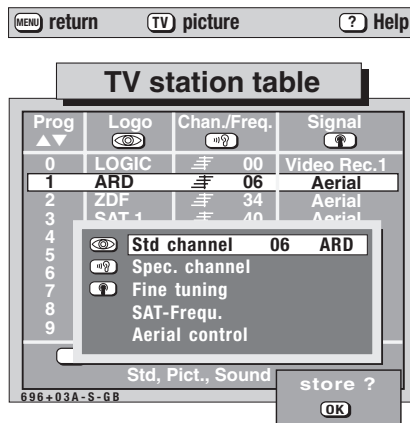 MENU return TV picture ? Help
TV station table
Prog Logo Chan./Freq. Signal
0 LOGIC 00 Video Rec.1
1 ARD 06 Aerial
2 ZDF 34 Aerial
3 SAT 1 40 Aerial
4
5
6
7
8
9
Std channel 06 ARD
Spec. channel
Fine tuning
SAT-Frequ.
Aerial control
Std, Pict., Sound
store ?
OK
696+03A-S-GB